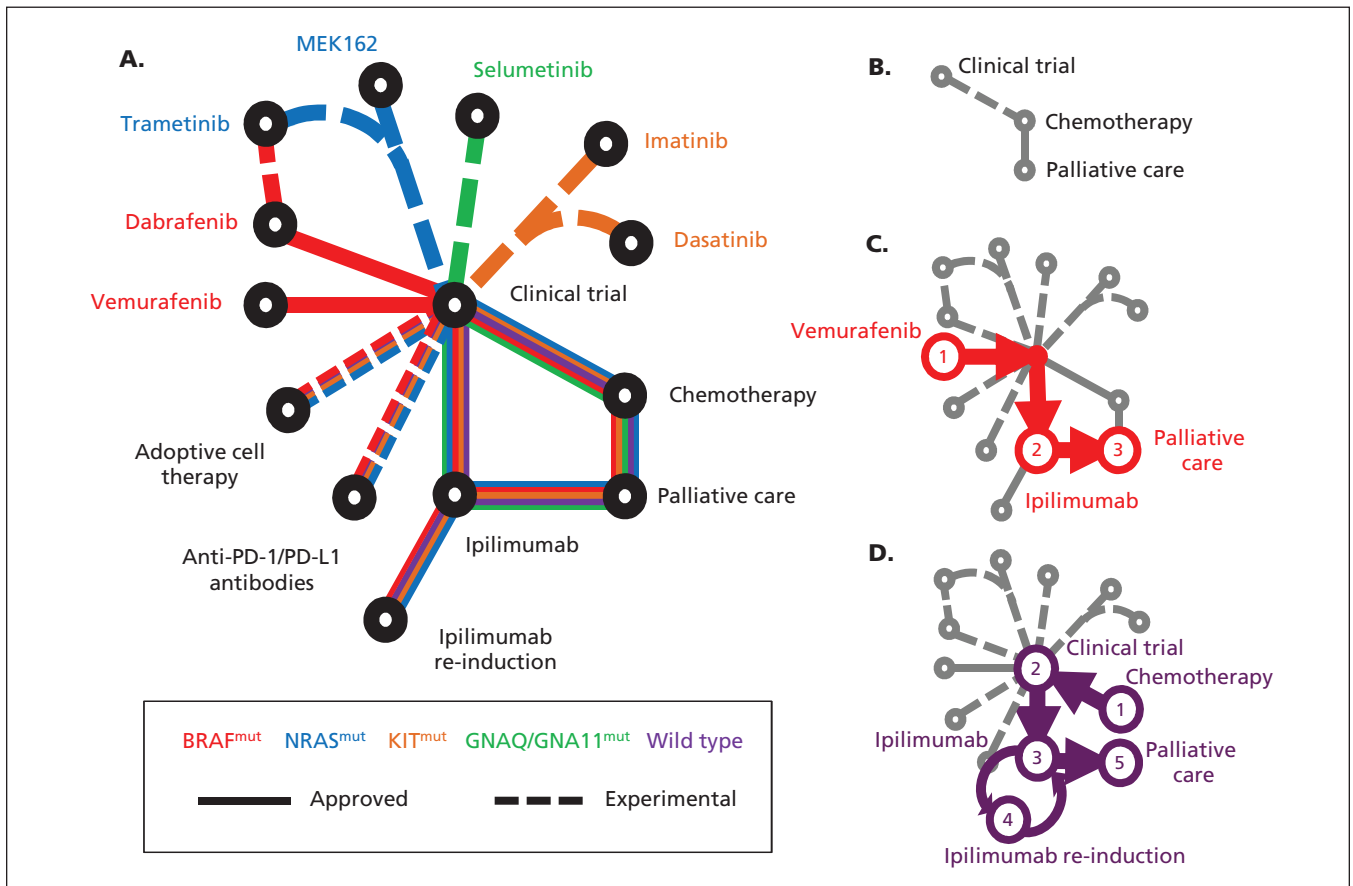 A.
MEK162
Selumetinib
Trametinib
Imatinib
Dabrafenib
Dasatinib
Vemurafenib
Clinical trial
Chemotherapy
Adoptive cell
therapy
Palliative care
Ipilimumab
Anti-PD-1/PD-L1
antibodies
Ipilimumab
re-induction
BRAFmut NRASmut KITmut GNAQ/GNA11mut Wild type
Approved Experimental
B.
Clinical trial
Chemotherapy
Palliative care
C.
Vemurafenib
1
2
3
Palliative
care
Ipilimumab
D.
Clinical trial
2
Chemotherapy
1
Ipilimumab
3
5
Palliative
care
4
Ipilimumab re-induction